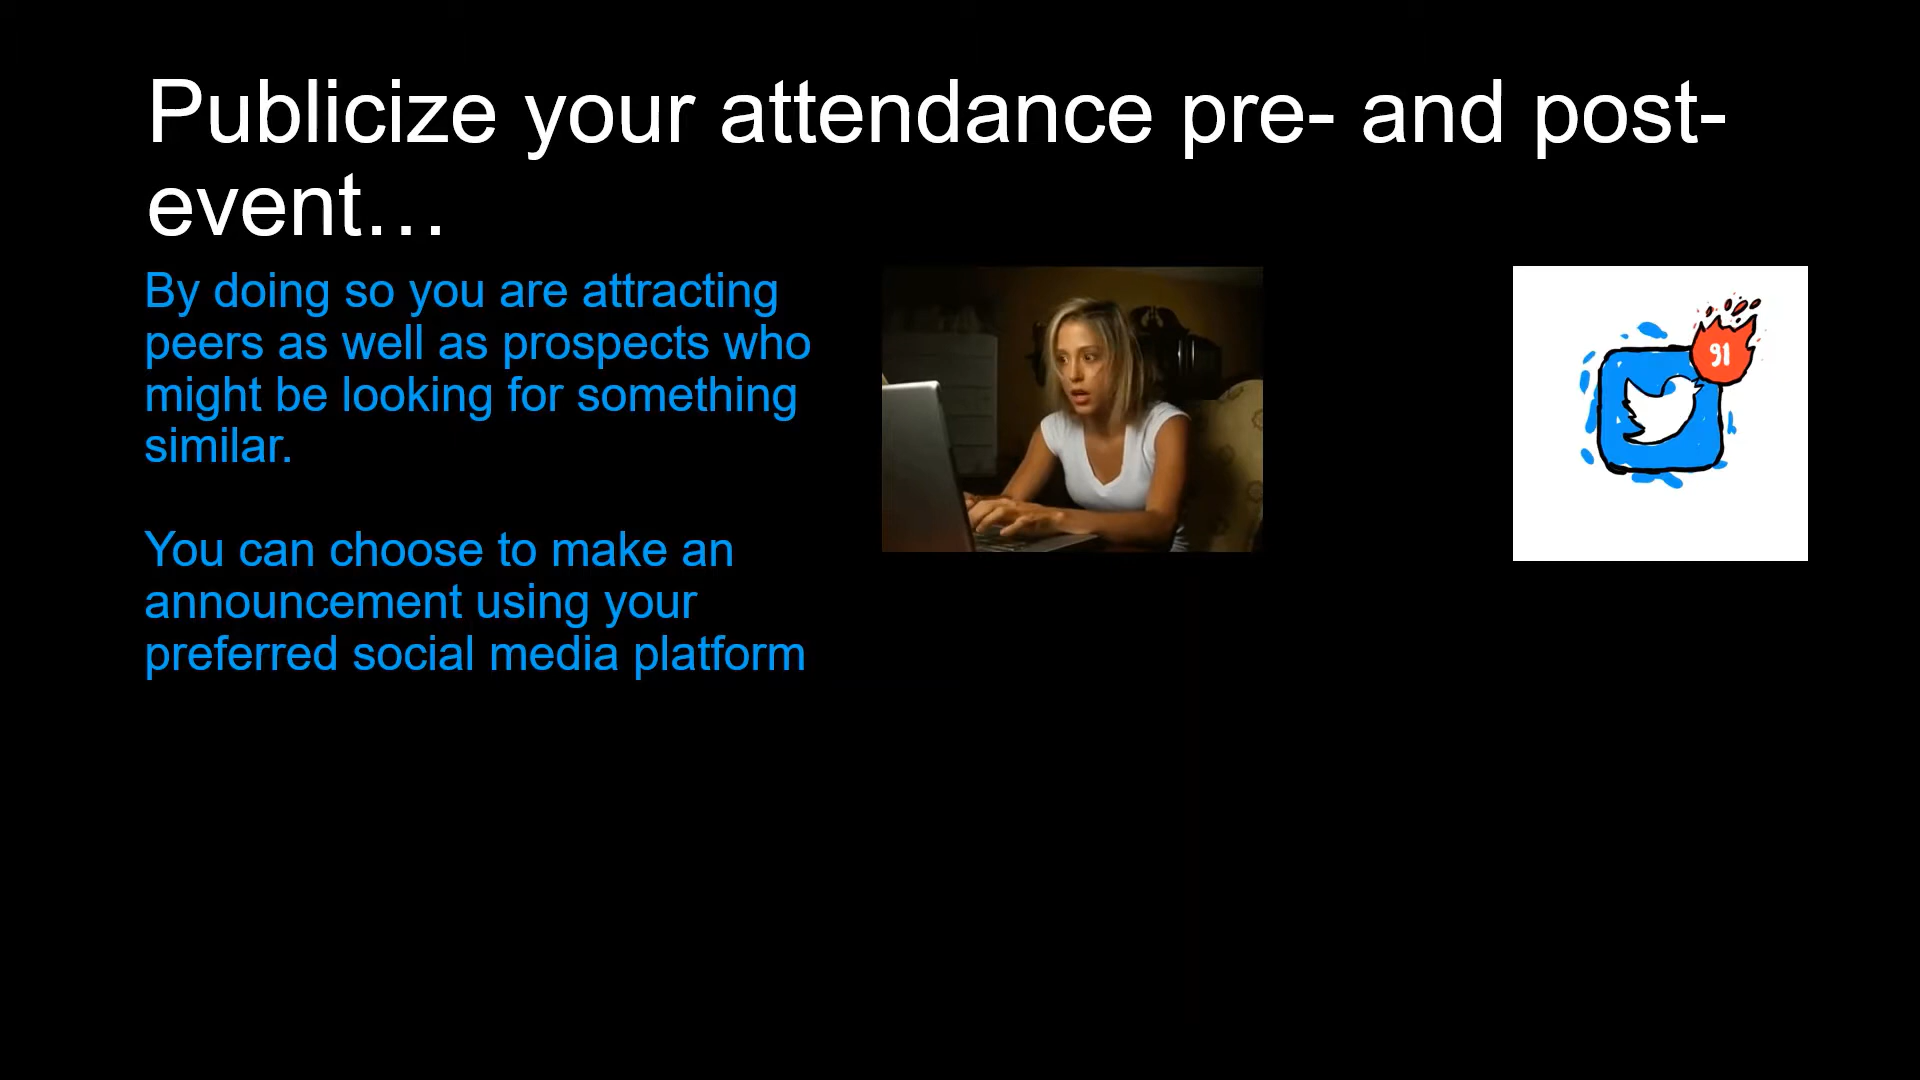 Publicize your attendance pre- and post-
event…
By doing so you are attracting
peers as well as prospects who
might be looking for something
similar.
You can choose to make an
announcement using your
preferred social media platform
91